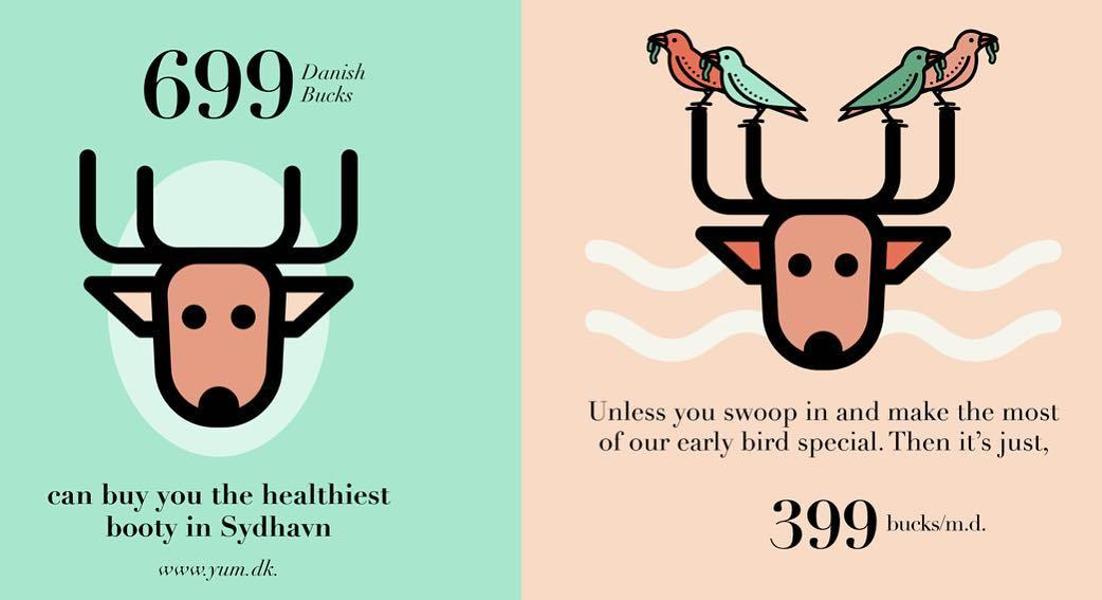 699 Danish
Bucks
can buy you the healthiest
booty in Sydhavn
www.yum.dk.
Unless you swoop in and make the most
of our early bird special. Then it's just,
399 bucks/m.d.